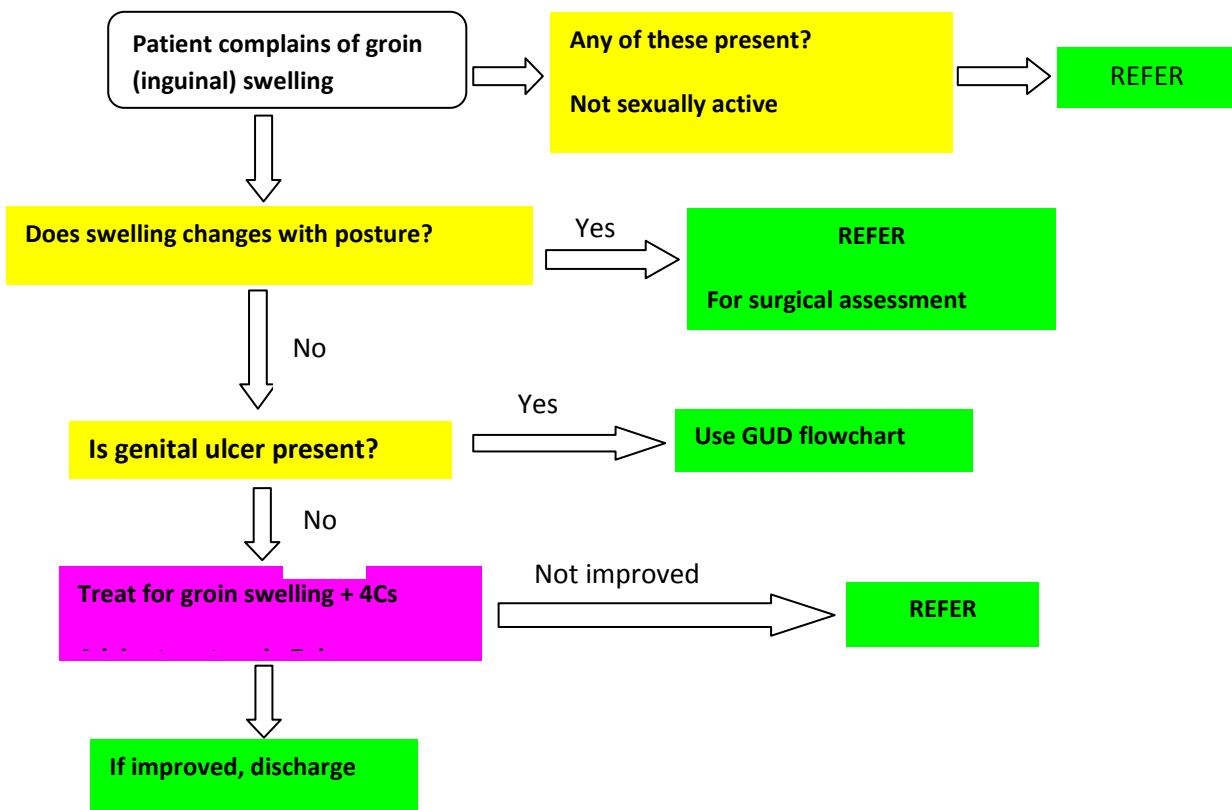 Patient complains of groin
(inguinal) swelling
Any of these present?
Not sexually active
REFER
Does swelling changes with posture?
Yes
REFER
For surgical assessment
No
Is genital ulcer present?
Yes
Use GUD flowchart
No
Treat for groin swelling + 4Cs
Not improved
REFER
If improved, discharge